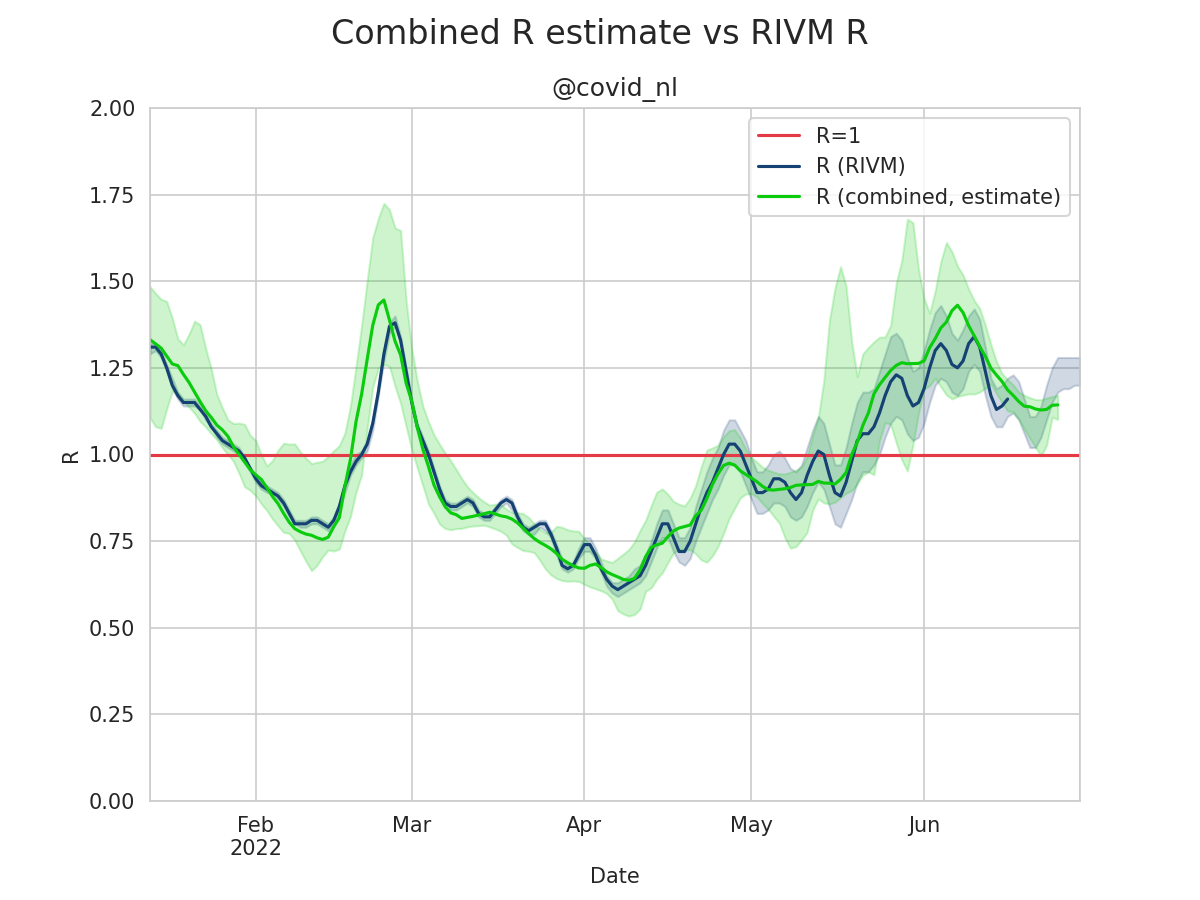 Combined R estimate vs RIVM R
@covid_nl
R=1
R (RIVM)
R (combined, estimate)
2.00
1.75
1.50
1.25
1.00
0.75
0.50
0.25
0.00
R
Feb
2022
Mar
Apr
May
Jun
Date